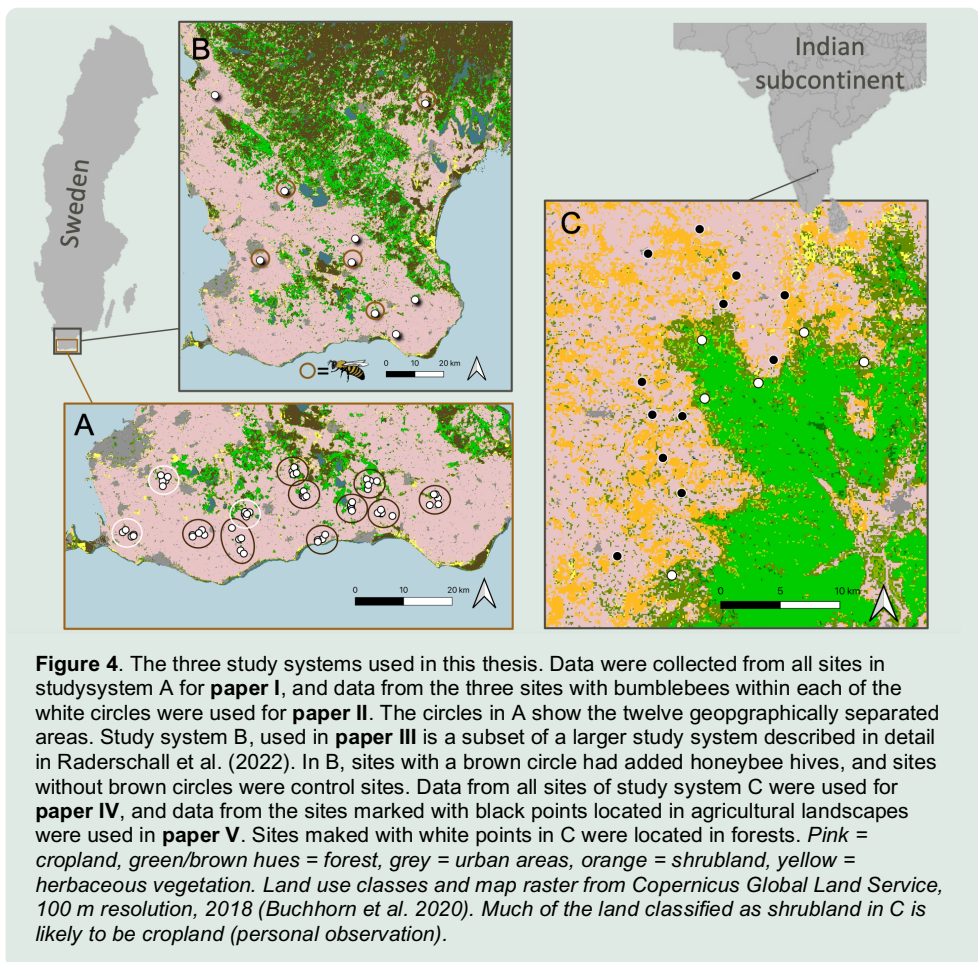 Sweden
B
0 10 20 km
=
Indian
subcontinent
C
0 5 10 km
A
0 10 20 km
Figure 4. The three study systems used in this thesis. Data were collected from all sites in
studysystem A for paper I, and data from the three sites with bumblebees within each of the
white circles were used for paper II. The circles in A show the twelve geopgraphically separated
areas. Study system B, used in paper III is a subset of a larger study system described in detail
in Raderschall et al. (2022). In B, sites with a brown circle had added honeybee hives, and sites
without brown circles were control sites. Data from all sites of study system C were used for
paper IV, and data from the sites marked with black points located in agricultural landscapes
were used in paper V. Sites maked with white points in C were located in forests. Pink =
cropland, green/brown hues = forest, grey = urban areas, orange = shrubland, yellow =
herbaceous vegetation. Land use classes and map raster from Copernicus Global Land Service,
100 m resolution, 2018 (Buchhorn et al. 2020). Much of the land classified as shrubland in C is
likely to be cropland (personal observation).